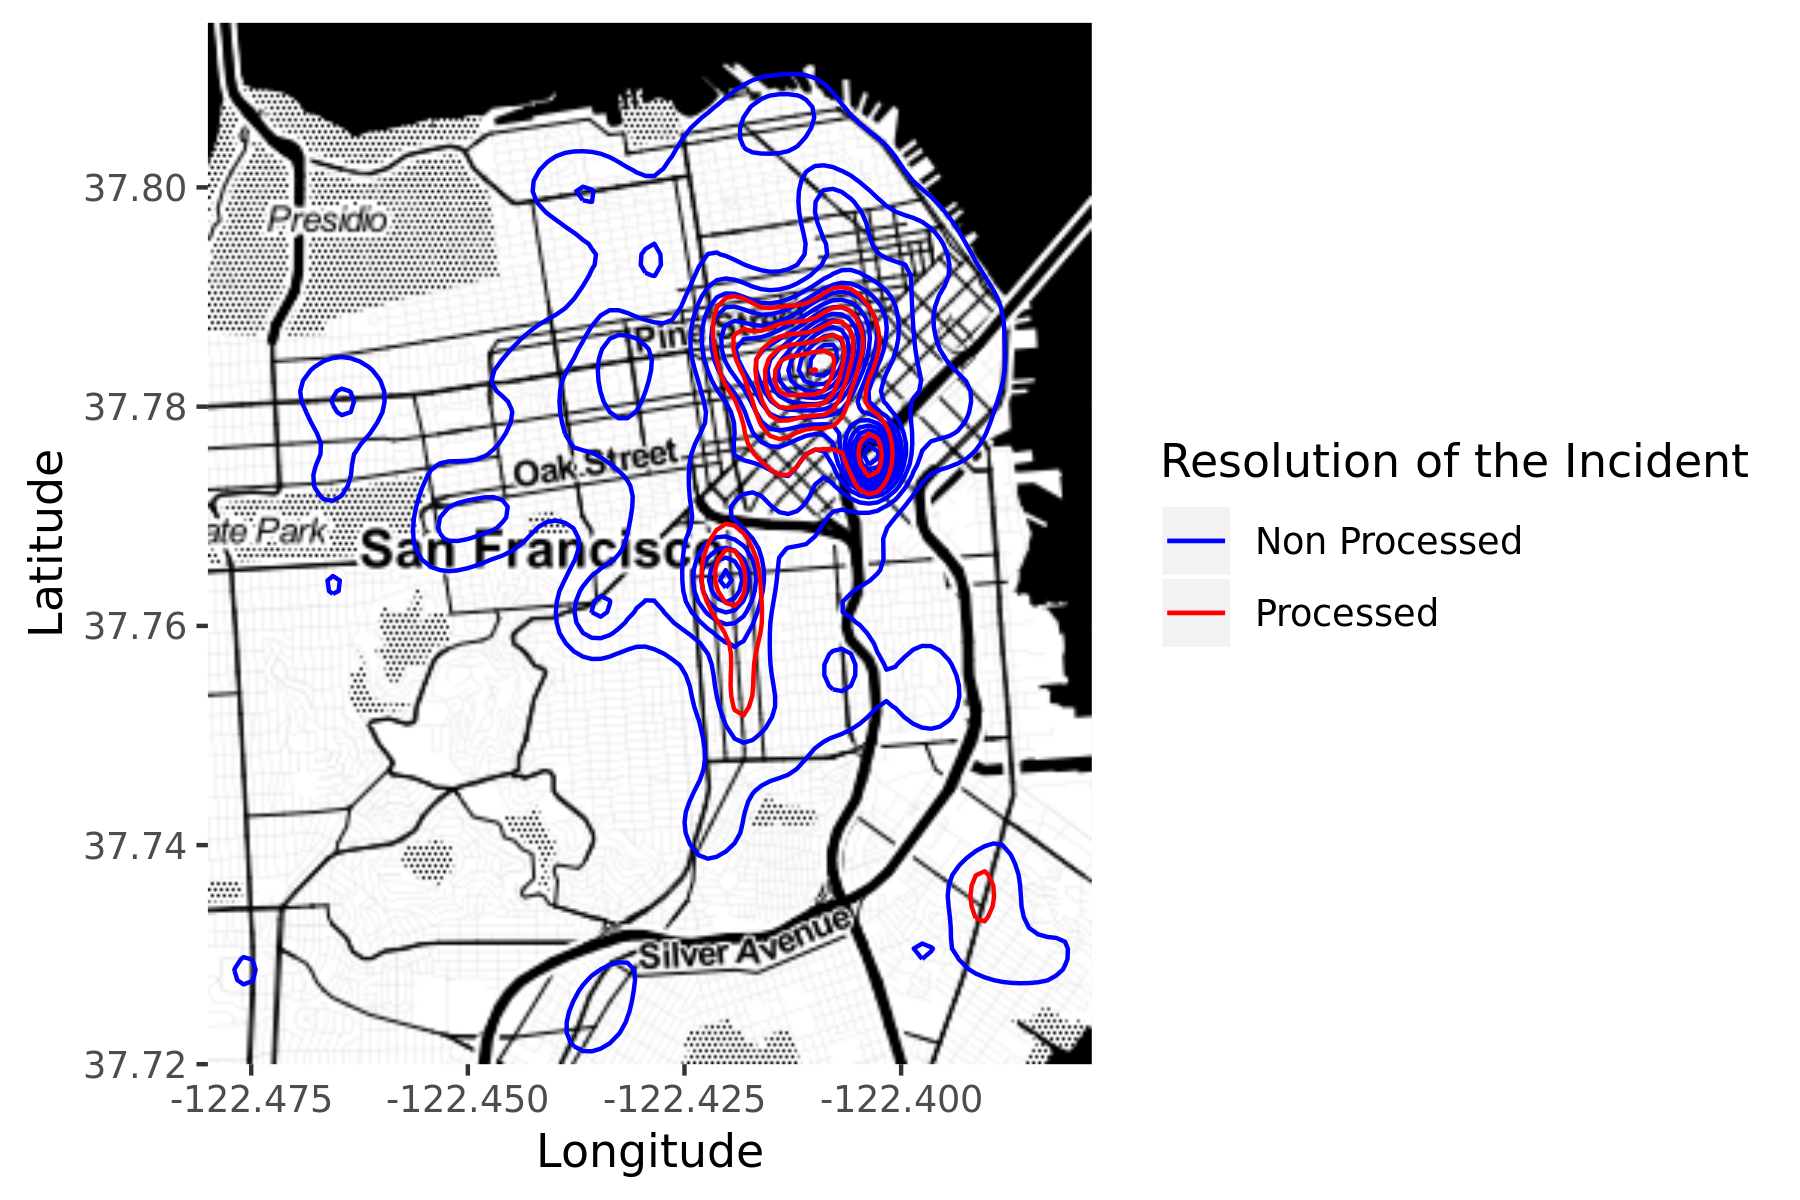 37.80
Presidio
Pine Street
37.78
Resolution of the Incident
Oak Street
ate Park
San Francisco
Non Processed
Processed
37.76
Latitude
37.74
Silver Avenue
37.72
-122.475
-122.450
-122.425
-122.400
Longitude